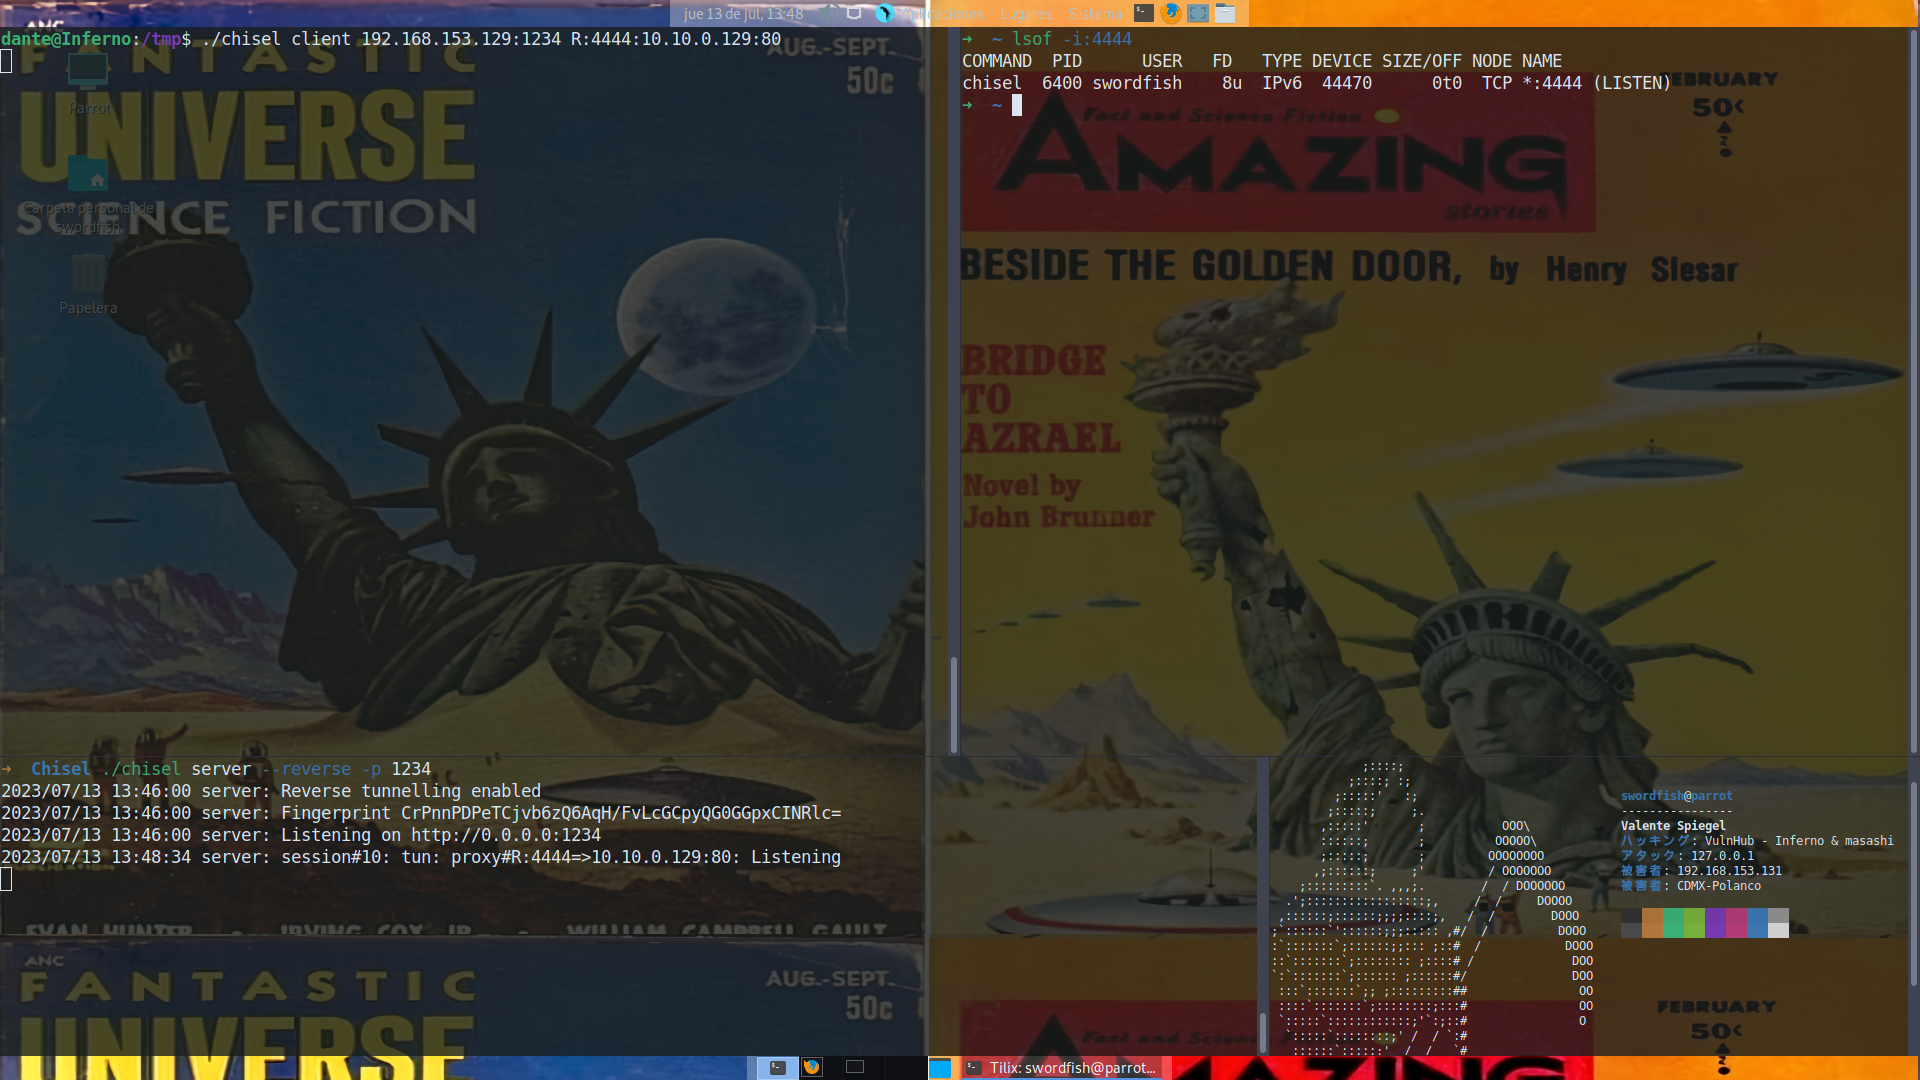 jue 13 de jul, 13:48
Aplicaciones Lugares Sistema
dante@Inferno:/tmp$ ./chisel client 192.168.153.129:1234 R:4444:10.10.0.129:80
FANTASTIC
AUG.-SEPT.
50c
UNIVERSE
SCIENCE FICTION
Parrot
Carpeta personal de
swordfish
Papelera
➜ ~ lsof -i:4444
COMMAND PID USER FD TYPE DEVICE SIZE/OFF NODE NAME
chisel 6400 swordfish 8u IPv6 44470 0t0 TCP *:4444 (LISTEN)
➜ ~
FEBRUARY
50<
Fact and Science Fiction
AMAZING
stories
BESIDE THE GOLDEN DOOR, by Henry Slesar
BRIDGE
TO
AZRAEL
Novel by
John Brunner
➜ Chisel ./chisel server --reverse -p 1234
2023/07/13 13:46:00 server: Reverse tunnelling enabled
2023/07/13 13:46:00 server: Fingerprint CrPnnPDPeTCjvb6zQ6AqH/FvLcGCpyQG0GGpxCINRlc=
2023/07/13 13:46:00 server: Listening on http://0.0.0.0:1234
2023/07/13 13:48:34 server: session#10: tun: proxy#R:4444=>10.10.0.129:80: Listening
EVAN HUNTER IRVING COX, JR. WILLIAM CAMPBELL GAULT
ANC
FANTASTIC
AUG.-SEPT.
50c
UNIVERSE
swordfish@parrot
Valente Spiegel
ハッキング: VulnHub - Inferno & masashi
アタック: 127.0.0.1
被害者: 192.168.153.131
被害者: CDMX-Polanco
FEBRUARY
50<
Fact and Science Fiction
AMAZING
Tilix: swordfish@parrot...